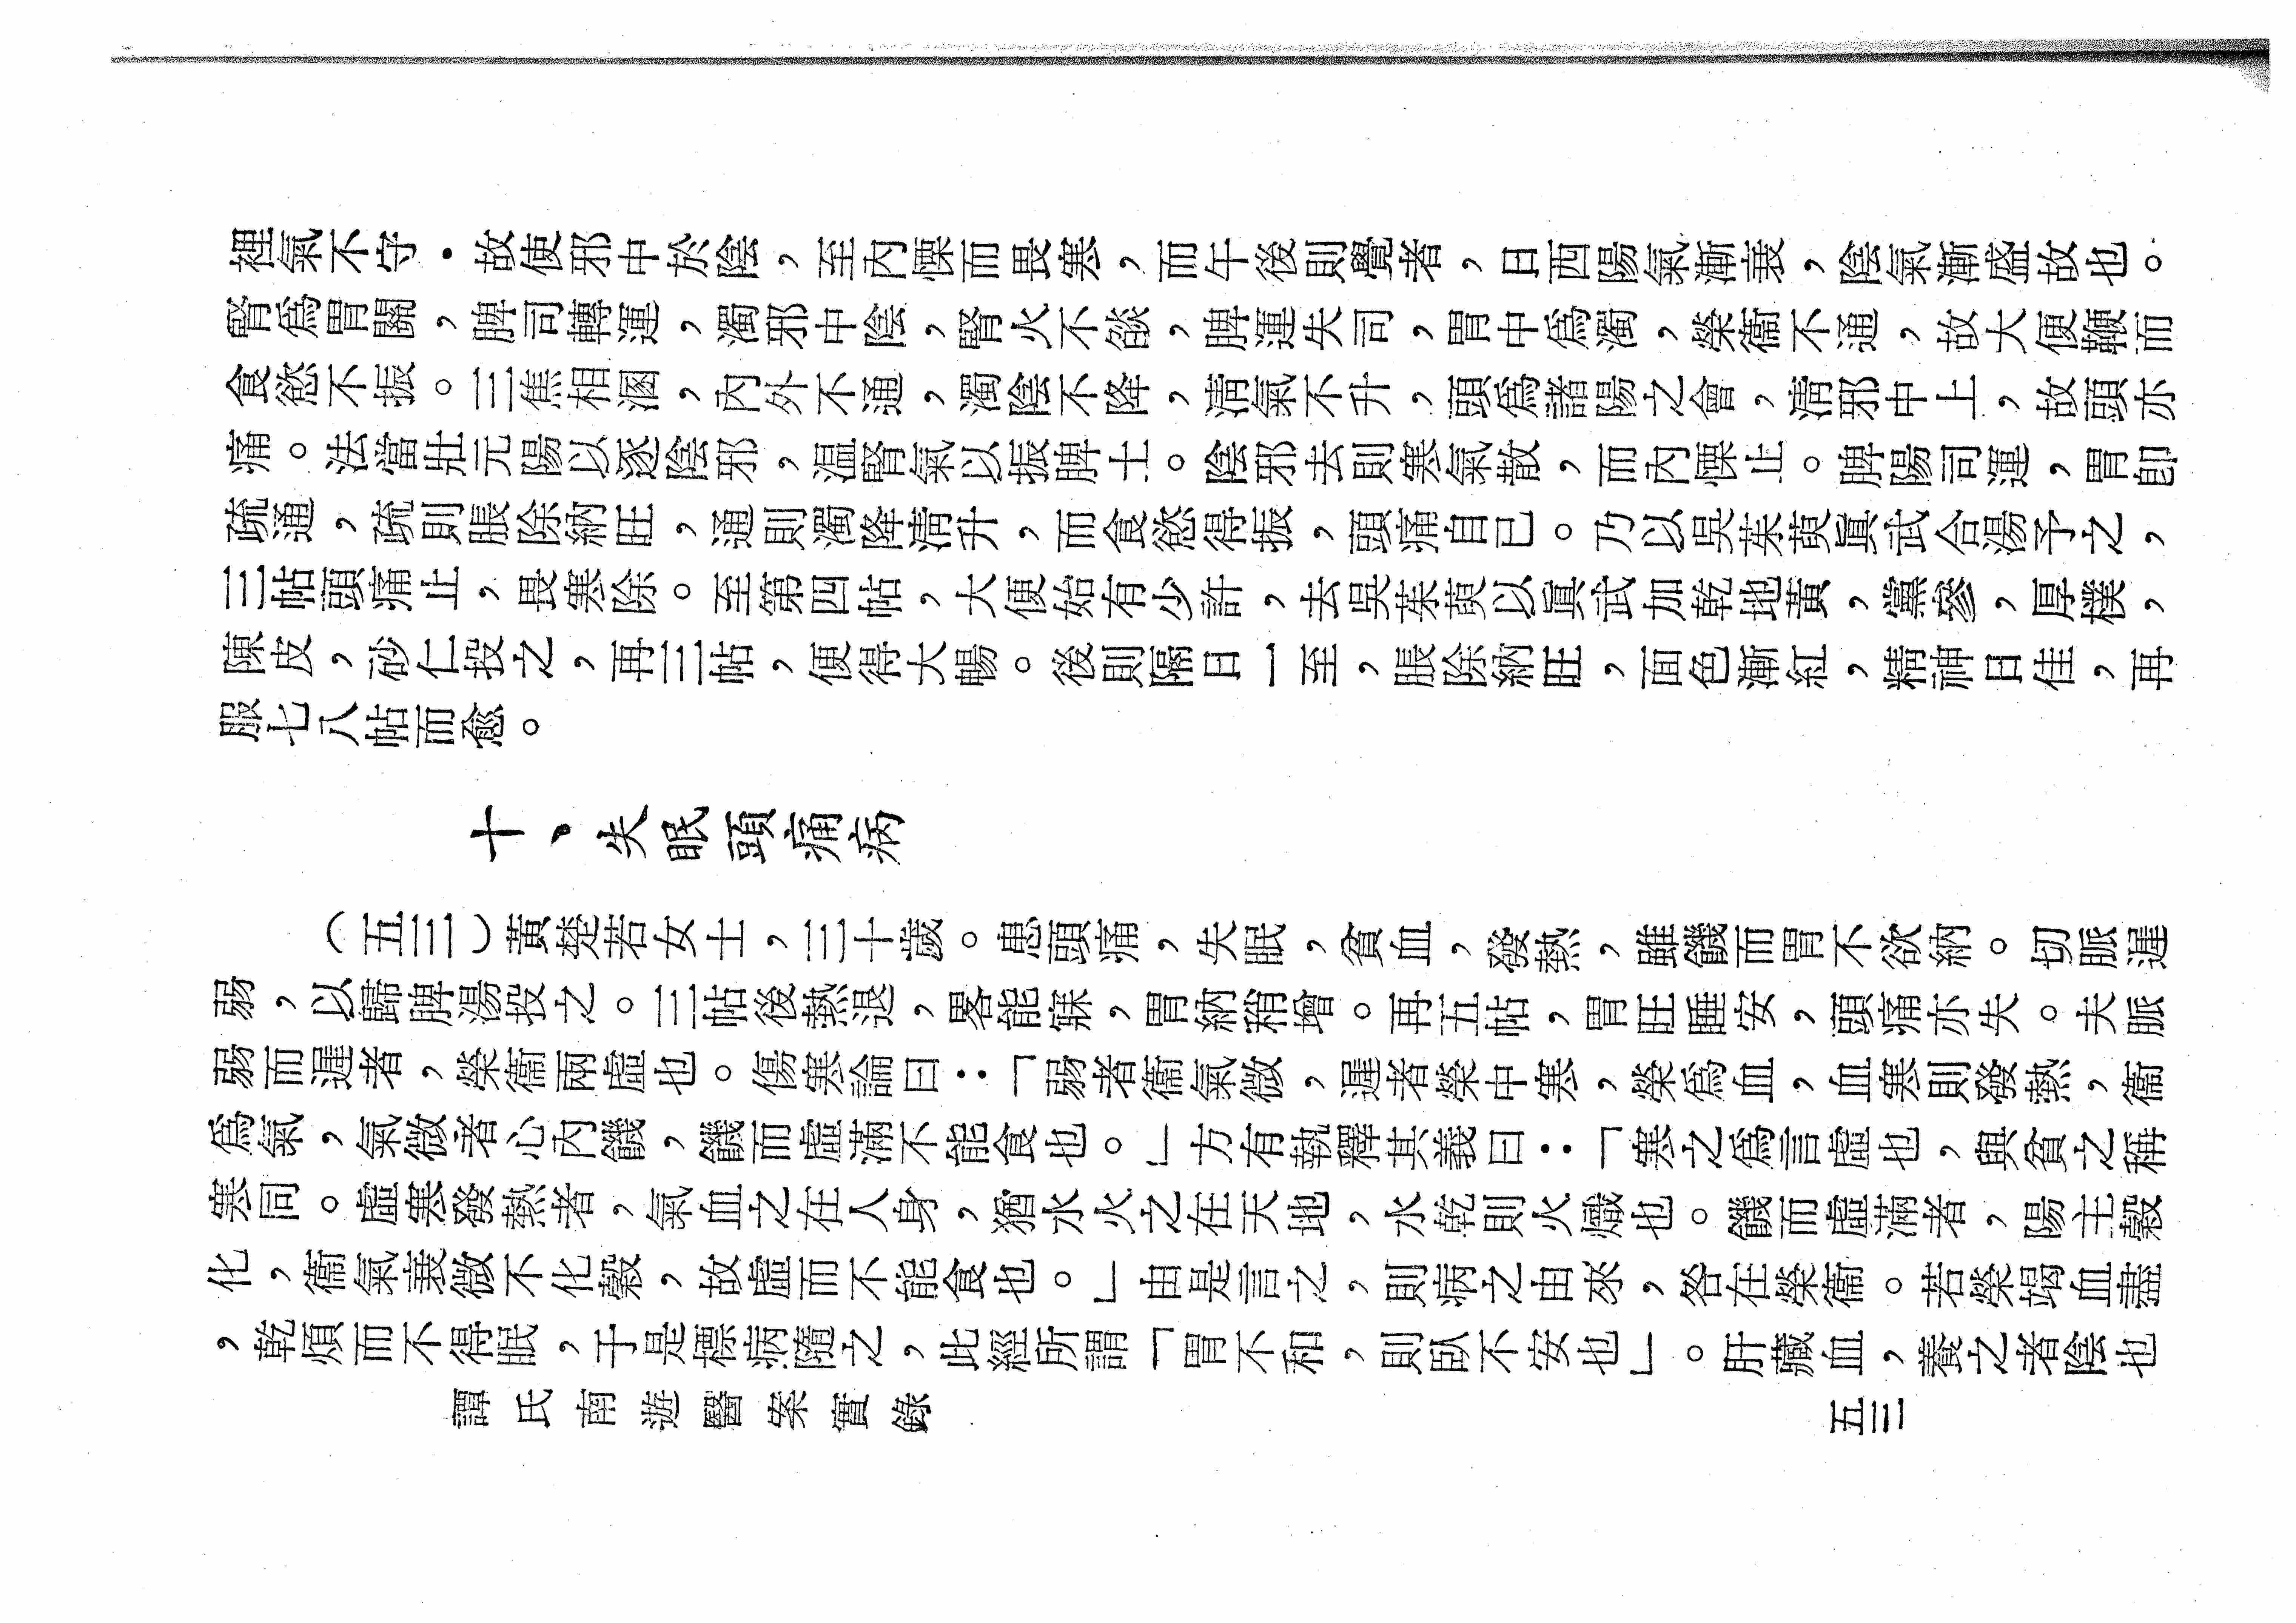 裡氣不守・故使邪中於陰，至內慄而畏寒，而午後則覺者，日西陽氣漸衰，陰氣漸盛故也。
腎爲胃關，脾司轉運，濁邪中陰，腎火不燄，脾運失司，胃中爲濁，榮衞不通，故大便鞭而
食慾不振。三焦相溷，內外不通，濁陰不降，淸氣不升，頭爲諸陽之會，淸邪中上，故頭亦
痛。法當壯元陽以逐陰邪，温腎氣以振脾土。陰邪去則寒氣散，而內慄止。脾陽司運，胃卽
疏通，疏則脹除納旺，通則濁降淸升，而食慾得振，頭痛自已。乃以吳茱萸眞武合湯予之，
三帖頭痛止，畏寒除。至第四帖，大便始有少許，去吳茱萸以眞武加乾地黃，黨參，厚樸，
陳皮，砂仁投之，再三帖，便得大暢。後則隔日一至，脹除納旺，面色漸紅，精神日佳，再
服七八帖而愈。
十、失眠頭痛病
（五三）黃楚若女士，三十歲。患頭痛，失眠，貧血，發熱，雖饑而胃不欲納。切脈遲
弱，以歸脾湯投之。三帖後熱退，畧能寐，胃納稍增。再五帖，胃旺睡安，頭痛亦失。夫脈
弱而遲者，榮衞兩虛也。傷寒論曰：「弱者衞氣微，遲者榮中寒，榮爲血，血寒則發熱，衞
爲氣，氣微者心內饑，饑而虛滿不能食也。」方有執釋其義曰：「寒之爲言虛也，與貧之稱
寒同。虛寒發熱者，氣血之在人身，猶水火之在天地，水乾則火熾也。饑而虛滿者，陽主穀
化，衞氣衰微不化穀，故虛而不能食也。」由是言之，則病之由來，咎在榮衞。若榮竭血盡
，乾煩而不得眠，于是標病隨之，此經所謂「胃不和，則臥不安也」。肝藏血，養之者陰也
譚氏南遊醫案實錄
五三